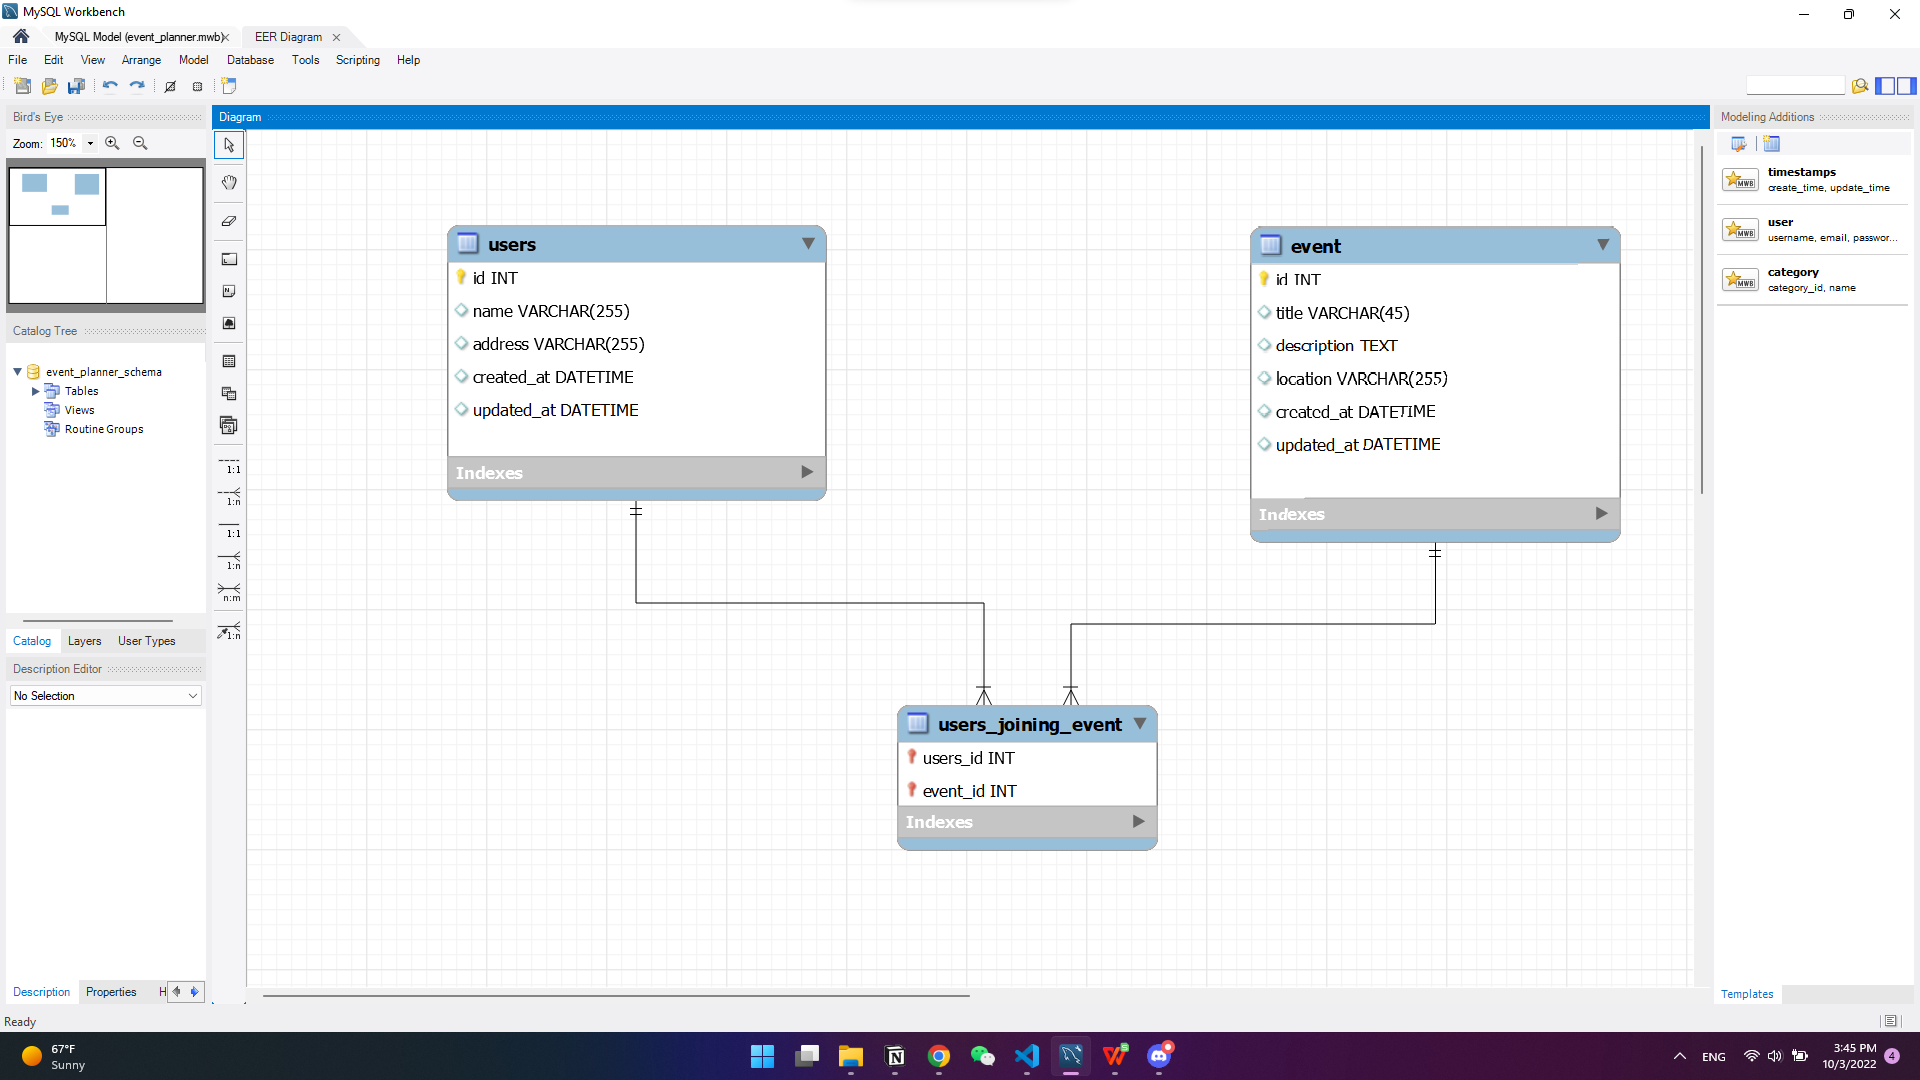 MySQL Workbench
MySQL Model (event_planner.mwb)
EER Diagram
File Edit View Arrange Model Database Tools Scripting Help
Bird's Eye
Zoom: 150%
Catalog Tree
event_planner_schema
Tables
Views
Routine Groups
Catalog Layers User Types
Description Editor
No Selection
Description Properties H
Ready
Diagram
1:1
1:n
1:1
1:n
n:m
1:n
users
id INT
name VARCHAR(255)
address VARCHAR(255)
created_at DATETIME
updated_at DATETIME
Indexes
event
id INT
title VARCHAR(45)
description TEXT
location VARCHAR(255)
created_at DATETIME
updated_at DATETIME
Indexes
users_joining_event
users_id INT
event_id INT
Indexes
Modeling Additions
MWB
timestamps
create_time, update_time
MWB
user
username, email, passwor...
MWB
category
category_id, name
Templates
67°F
Sunny
ENG
3:45 PM
10/3/2022
4